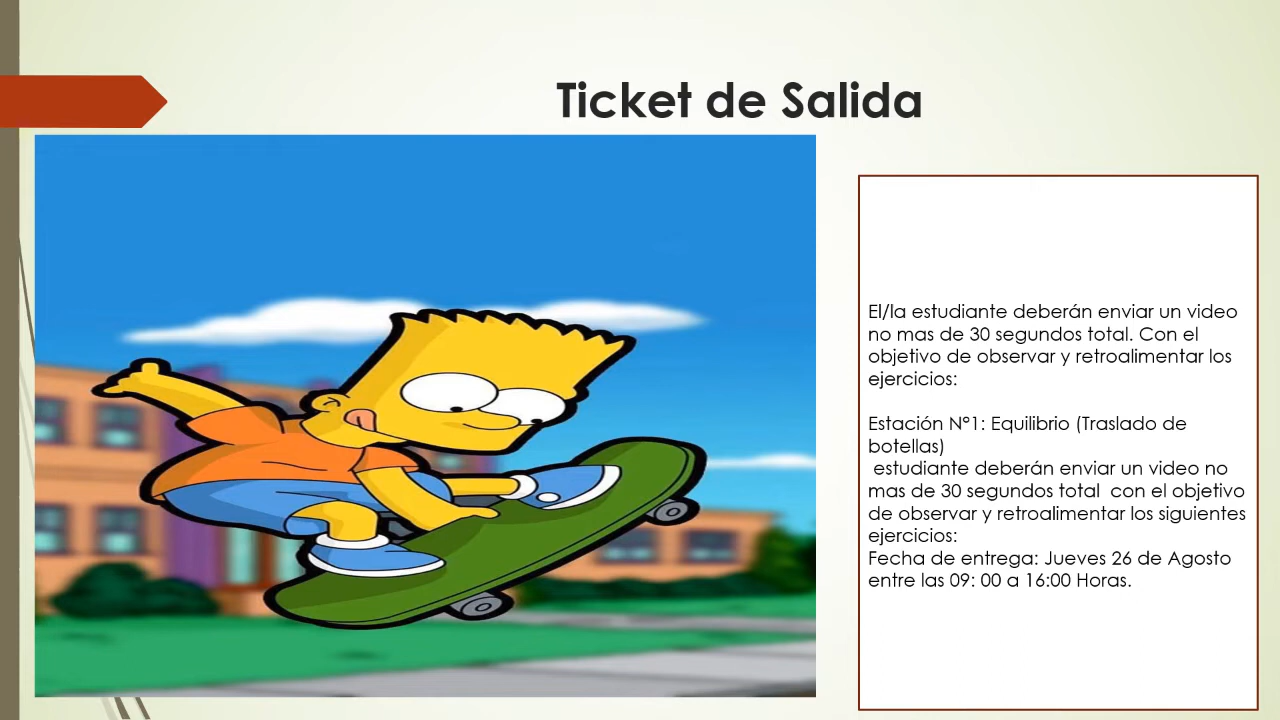 Ticket de Salida
El/la estudiante deberán enviar un video
no mas de 30 segundos total. Con el
objetivo de observar y retroalimentar los
ejercicios:
Estación N°1: Equilibrio (Traslado de
botellas)
estudiante deberán enviar un video no
mas de 30 segundos total  con el objetivo
de observar y retroalimentar los siguientes
ejercicios:
Fecha de entrega: Jueves 26 de Agosto
entre las 09: 00 a 16:00 Horas.